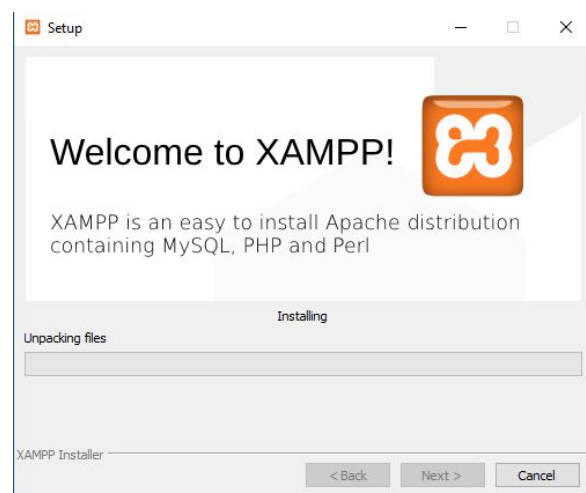 Setup
Welcome to XAMPP!
XAMPP is an easy to install Apache distribution
containing MySQL, PHP and Perl
Installing
Unpacking files
XAMPP Installer
< Back Next > Cancel